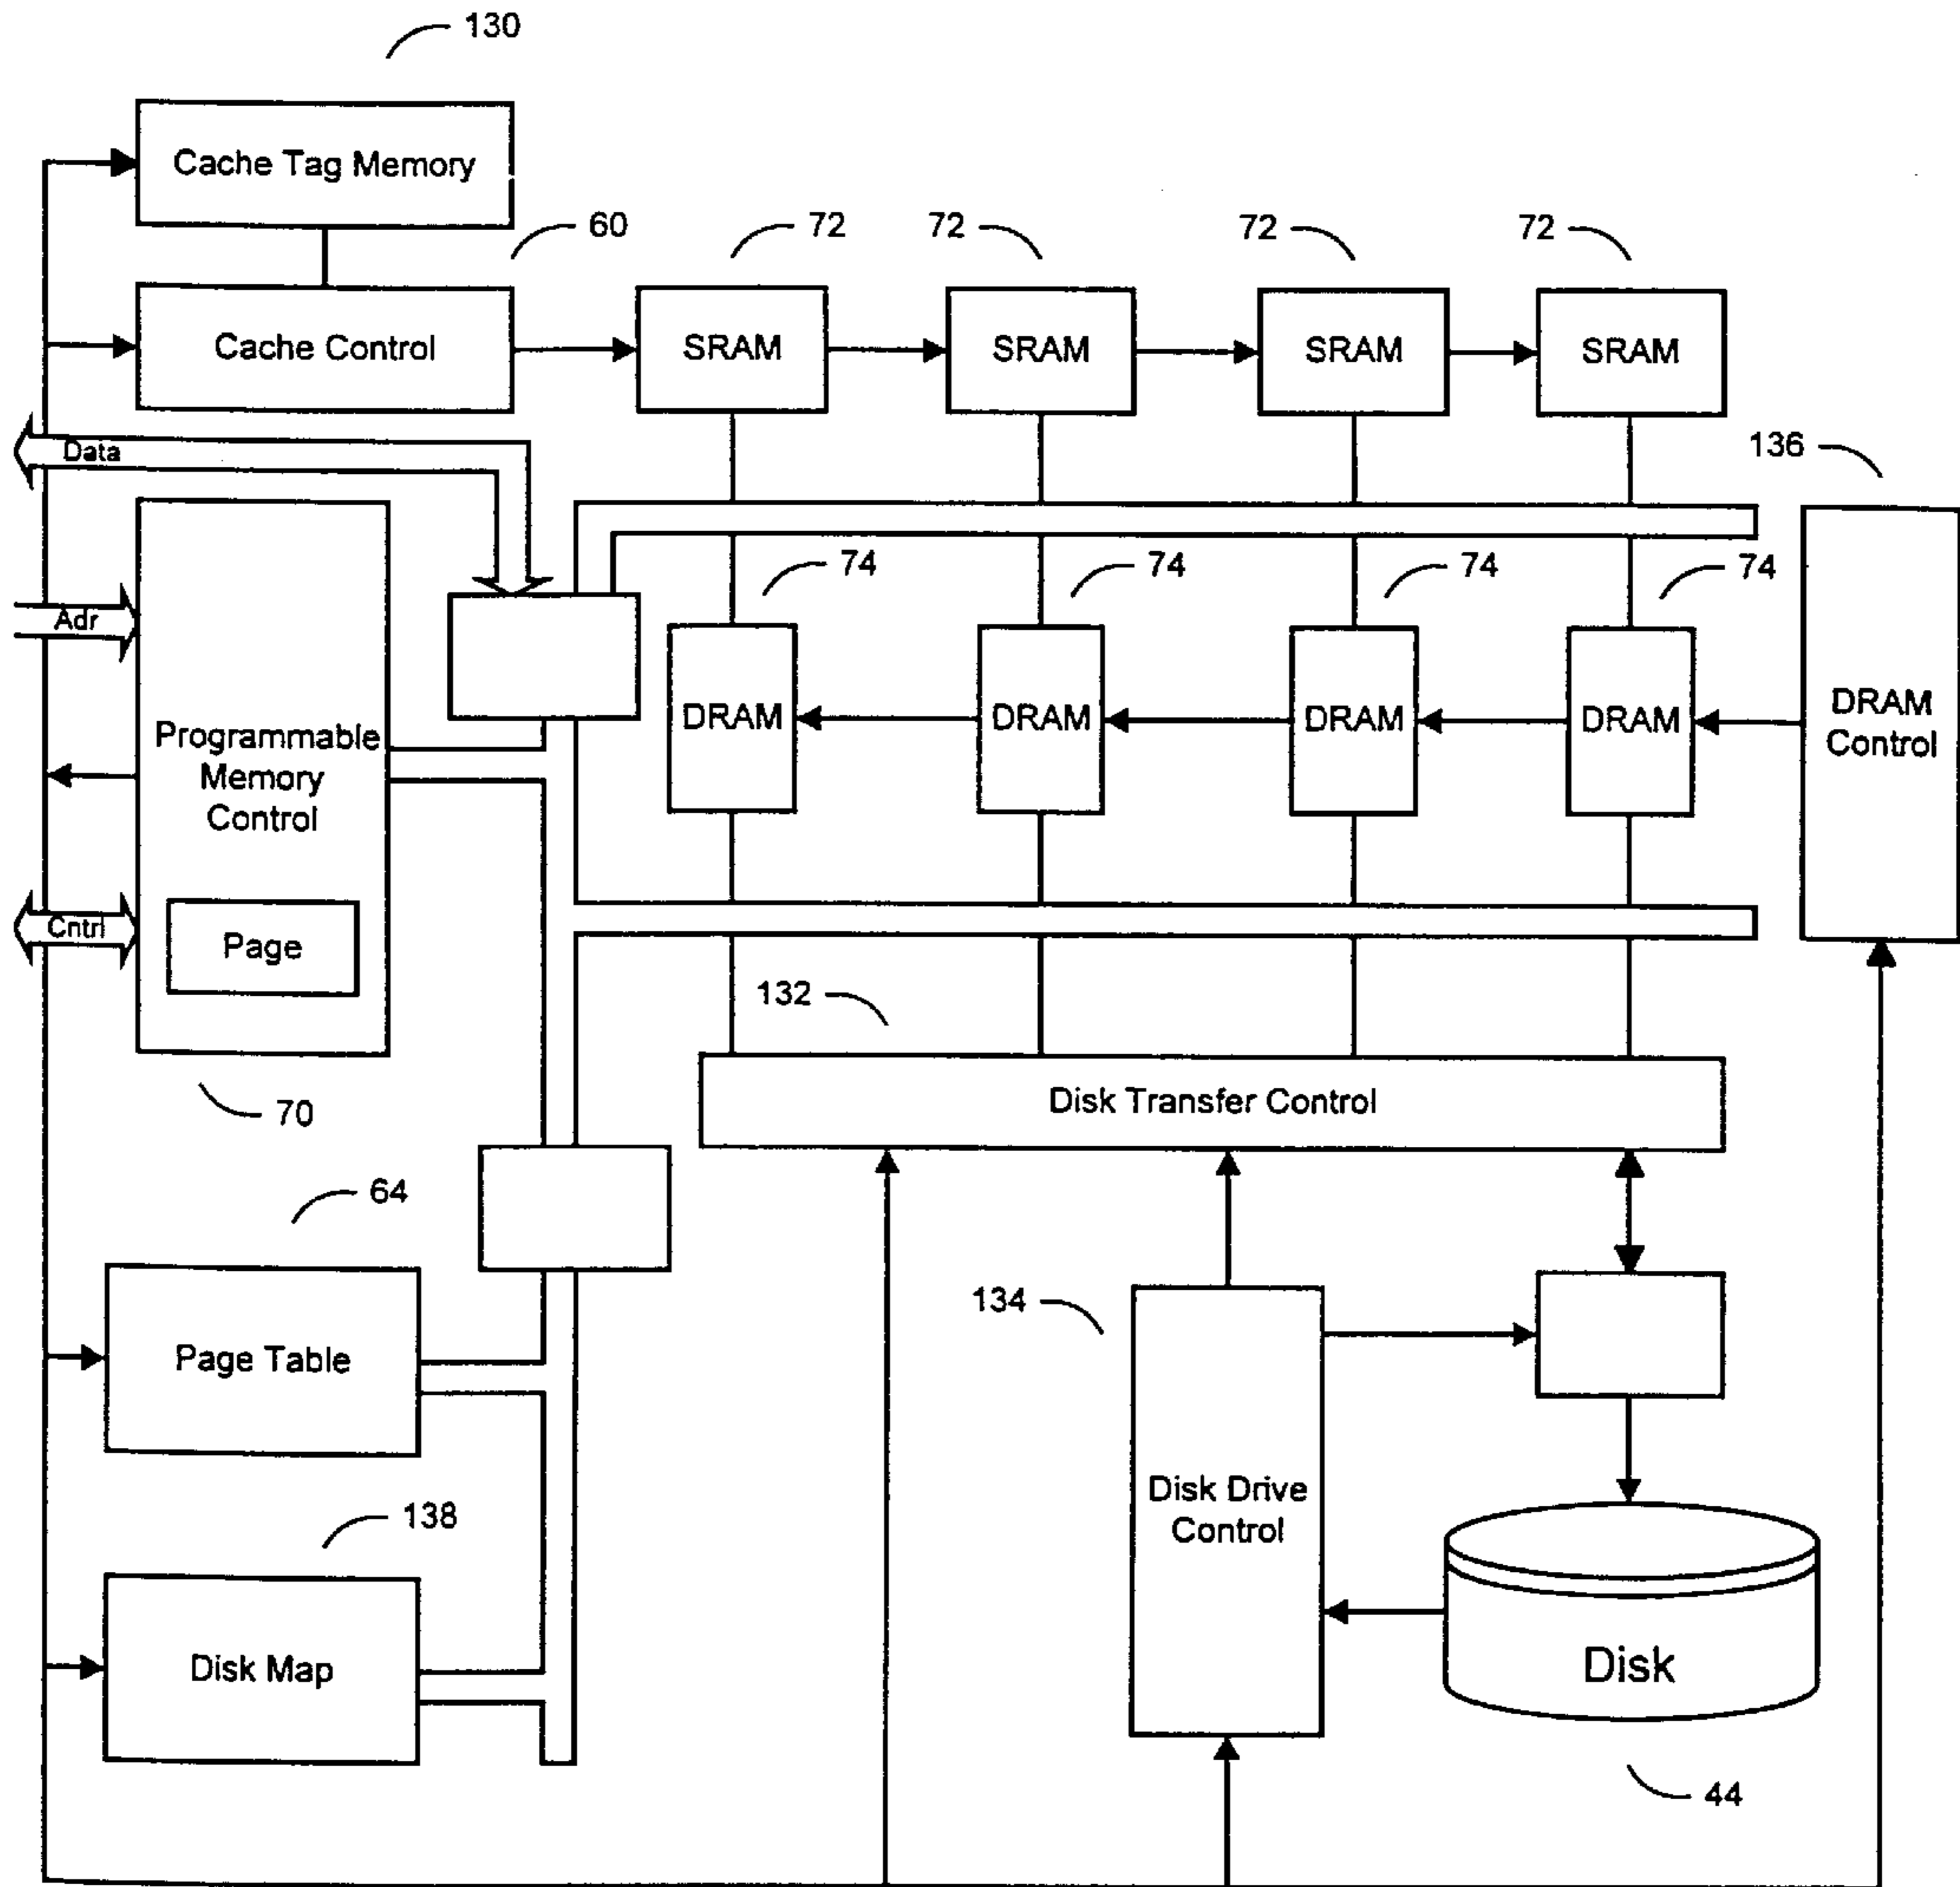 130
Cache Tag Memory
60
72
72
72
72
Cache Control
SRAM
SRAM
SRAM
SRAM
Data
136
74
74
74
74
Adr
Programmable
Memory
Control
DRAM
DRAM
DRAM
DRAM
DRAM
Control
Cntrl
Page
132
70
Disk Transfer Control
64
134
Page Table
138
Disk Drive
Control
Disk Map
Disk
44